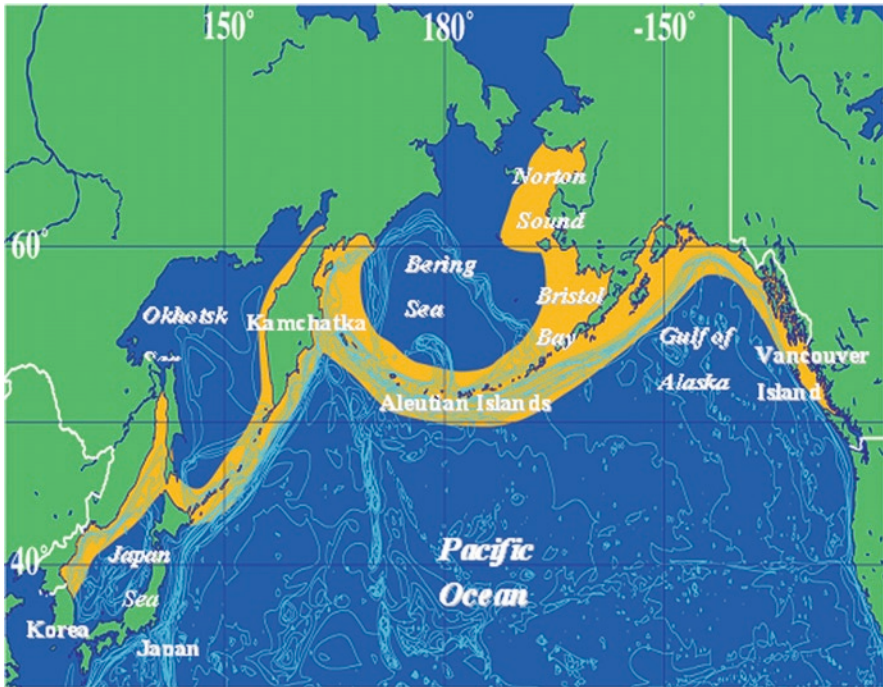 150°
180°
-150°
60°
Norton
Sound
Bering
Sea
Okhotsk
Kamchatka
Bristol
Bay
Gulf of
Alaska
Vancouver
Island
Aleutian Islands
40°
Japan
Sea
Pacific
Ocean
Korea
Japan